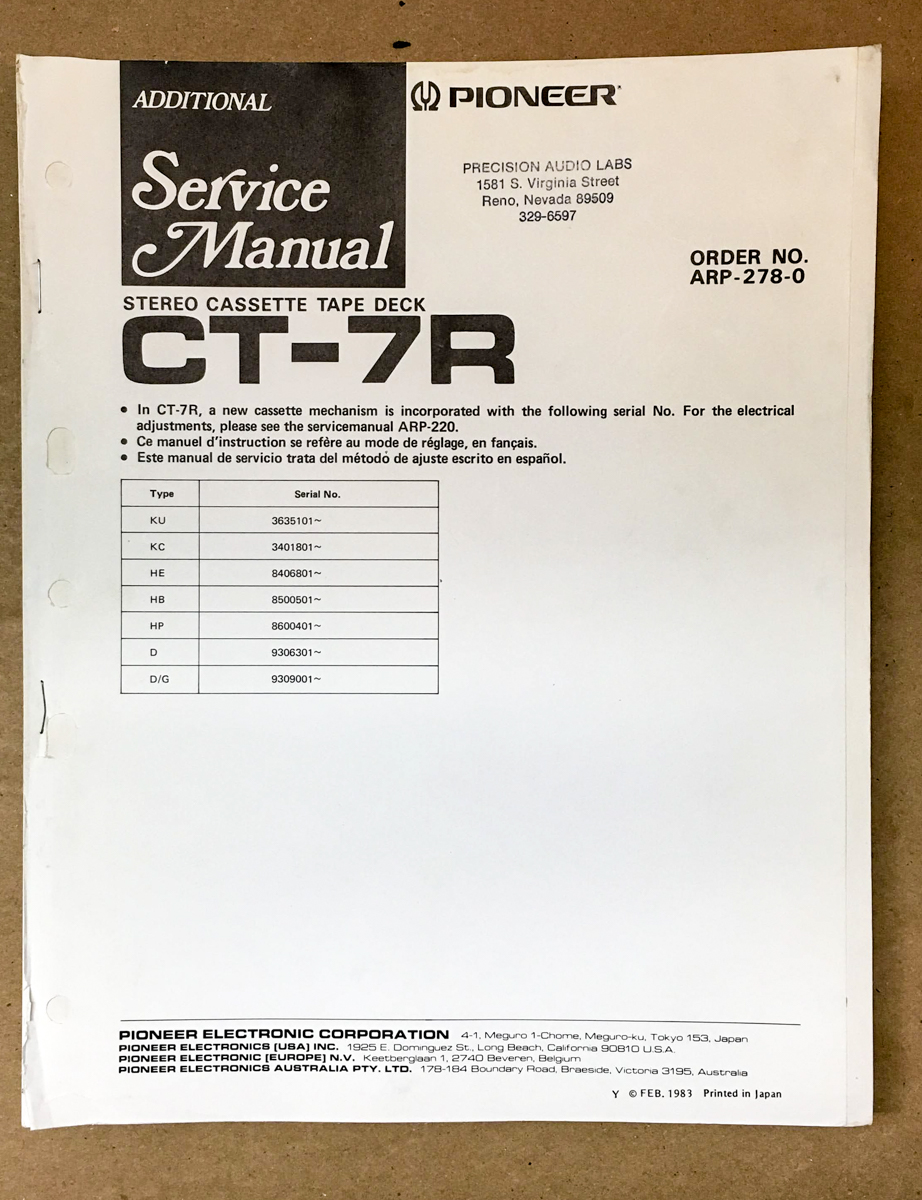 ADDITIONAL
Service
Manual
PIONEER
PRECISION AUDIO LABS
1581 S. Virginia Street
Reno, Nevada 89509
329-6597
ORDER NO.
ARP-278-0
STEREO CASSETTE TAPE DECK
CT-7R
• In CT-7R, a new cassette mechanism is incorporated with the following serial No. For the electrical
adjustments, please see the servicemanual ARP-220.
• Ce manuel d'instruction se refère au mode de réglage, en fançais.
• Este manual de servicio trata del método de ajuste escrito en español.
Type Serial No.
KU 3635101~
KC 3401801~
HE 8406801~
HB 8500501~
HP 8600401~
D 9306301~
D/G 9309001~
PIONEER ELECTRONIC CORPORATION 4-1, Meguro 1-Chome, Meguro-ku, Tokyo 153, Japan
PIONEER ELECTRONICS [USA] INC. 1925 E. Dominguez St., Long Beach, California 90810 U.S.A.
PIONEER ELECTRONIC [EUROPE] N.V. Keetberglaan 1, 2740 Beveren, Belgium
PIONEER ELECTRONICS AUSTRALIA PTY. LTD. 178-184 Boundary Road, Braeside, Victoria 3195, Australia
Y © FEB. 1983 Printed in Japan